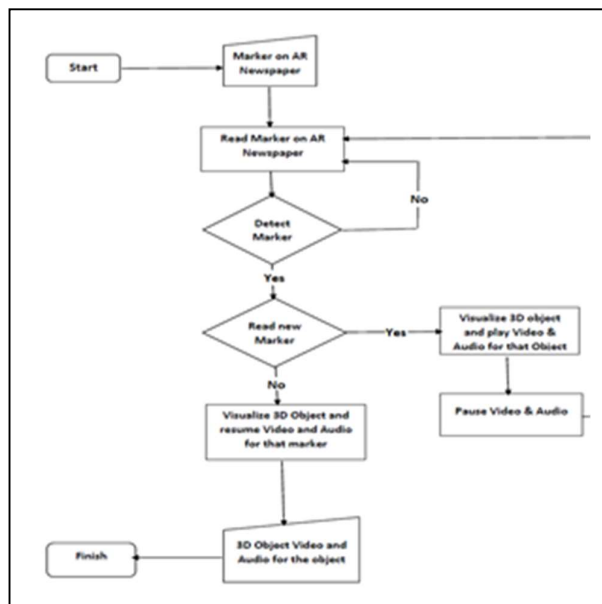 Start
Marker on AR
Newspaper
Read Marker on AR
Newspaper
No
Detect
Marker
Yes
Read new
Marker
Yes
Visualize 3D object
and play Video &
Audio for that Object
No
Pause Video & Audio
Visualize 3D Object and
resume Video and Audio
for that marker
3D Object Video and
Audio for the object
Finish